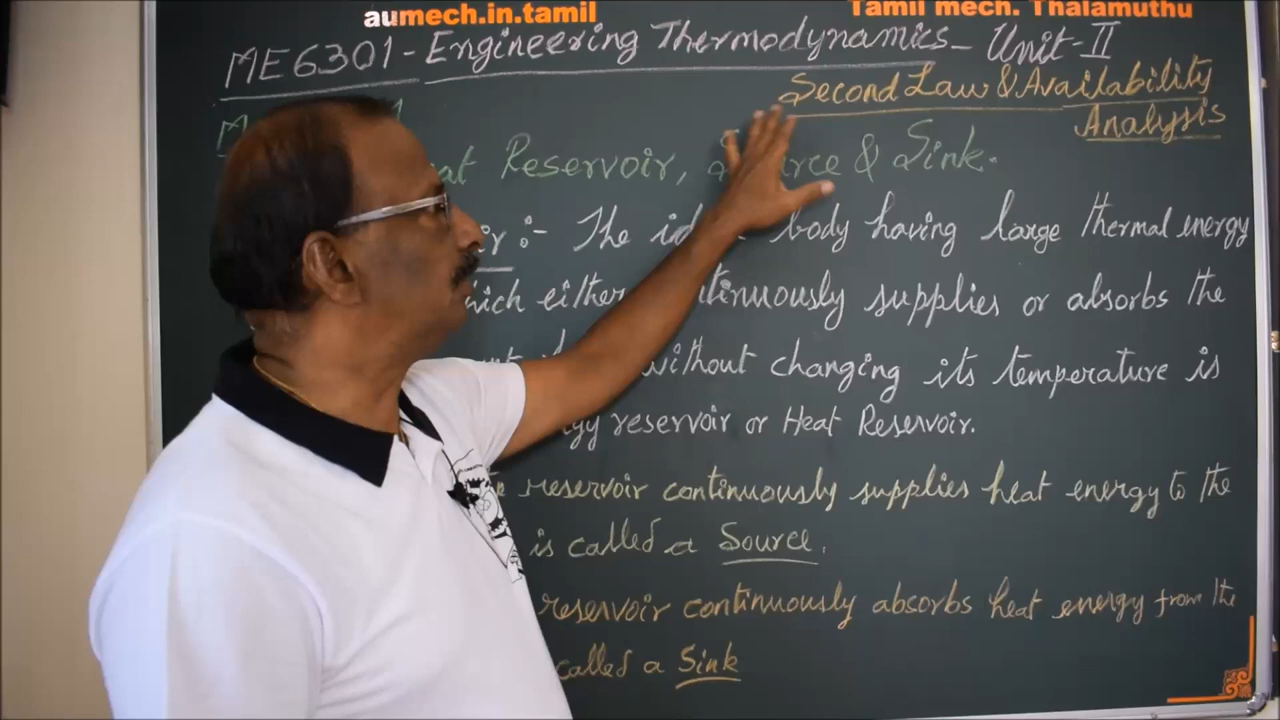 aumech.in.tamil
Tamil mech. Thalamuthu
ME6301 - Engineering Thermodynamics - Unit-II
Second Law & Availability
Analysis
Reservoir, & Sink.
:- The body having large thermal energy
either supplies or absorbs the
without changing its temperature is
reservoir or Heat Reservoir.
reservoir continuously supplies heat energy to the
is called a Source.
reservoir continuously absorbs heat energy from the
called a Sink